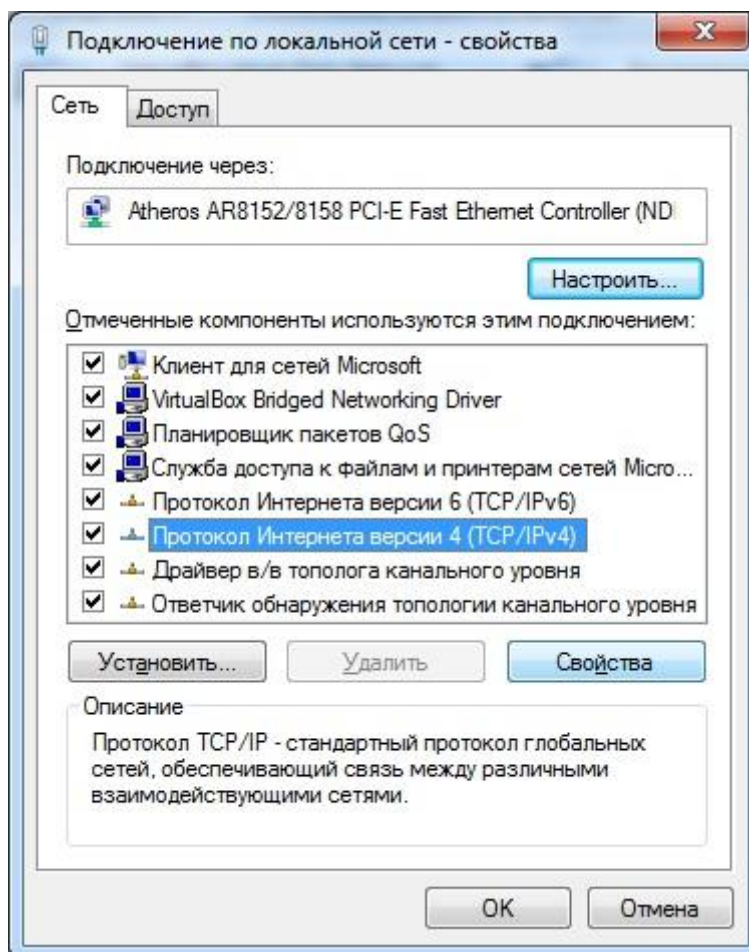 Подключение по локальной сети - свойства
Сеть
Доступ
Подключение через:
Atheros AR8152/8158 PCI-E Fast Ethernet Controller (ND
Настроить...
Отмеченные компоненты используются этим подключением:
Клиент для сетей Microsoft
VirtualBox Bridged Networking Driver
Планировщик пакетов QoS
Служба доступа к файлам и принтерам сетей Micro...
Протокол Интернета версии 6 (TCP/IPv6)
Протокол Интернета версии 4 (TCP/IPv4)
Драйвер в/в тополога канального уровня
Ответчик обнаружения топологии канального уровня
Установить...
Удалить
Свойства
Описание
Протокол TCP/IP - стандартный протокол глобальных
сетей, обеспечивающий связь между различными
взаимодействующими сетями.
OK
Отмена